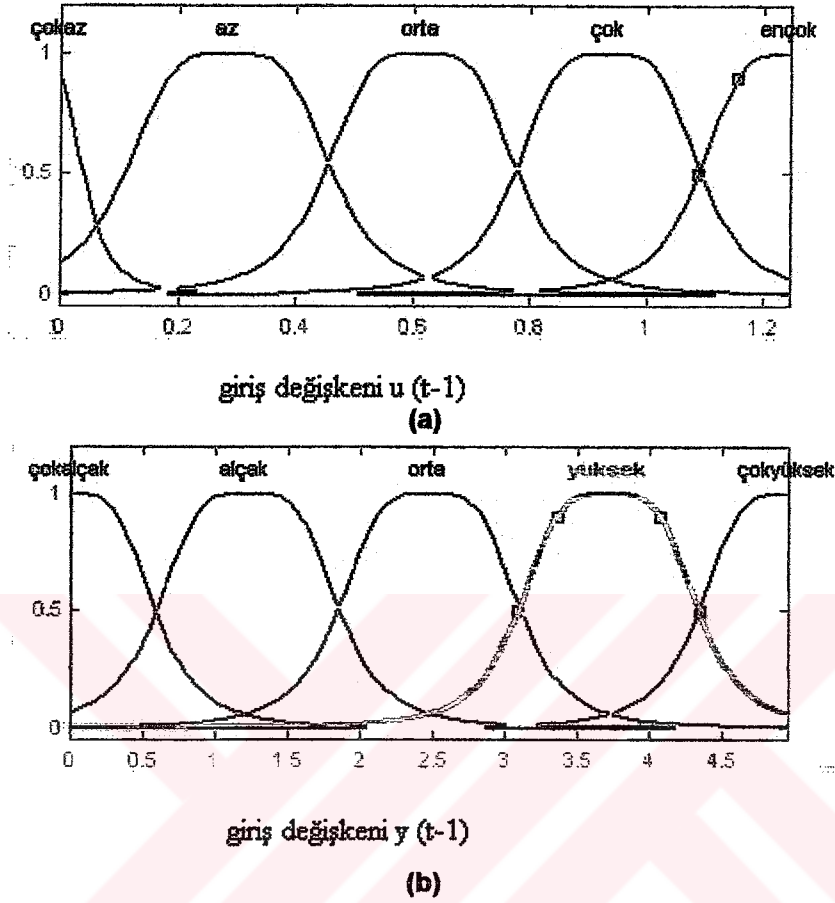 çokaz az orta çok ençok
1
0.5
0
0 0.2 0.4 0.6 0.8 1 1.2
giriş değişkeni u (t-1)
(a)
çokalçak alçak orta yüksek çokyüksek
1
0.5
0
0 0.5 1 1.5 2 2.5 3 3.5 4 4.5
giriş değişkeni y (t-1)
(b)